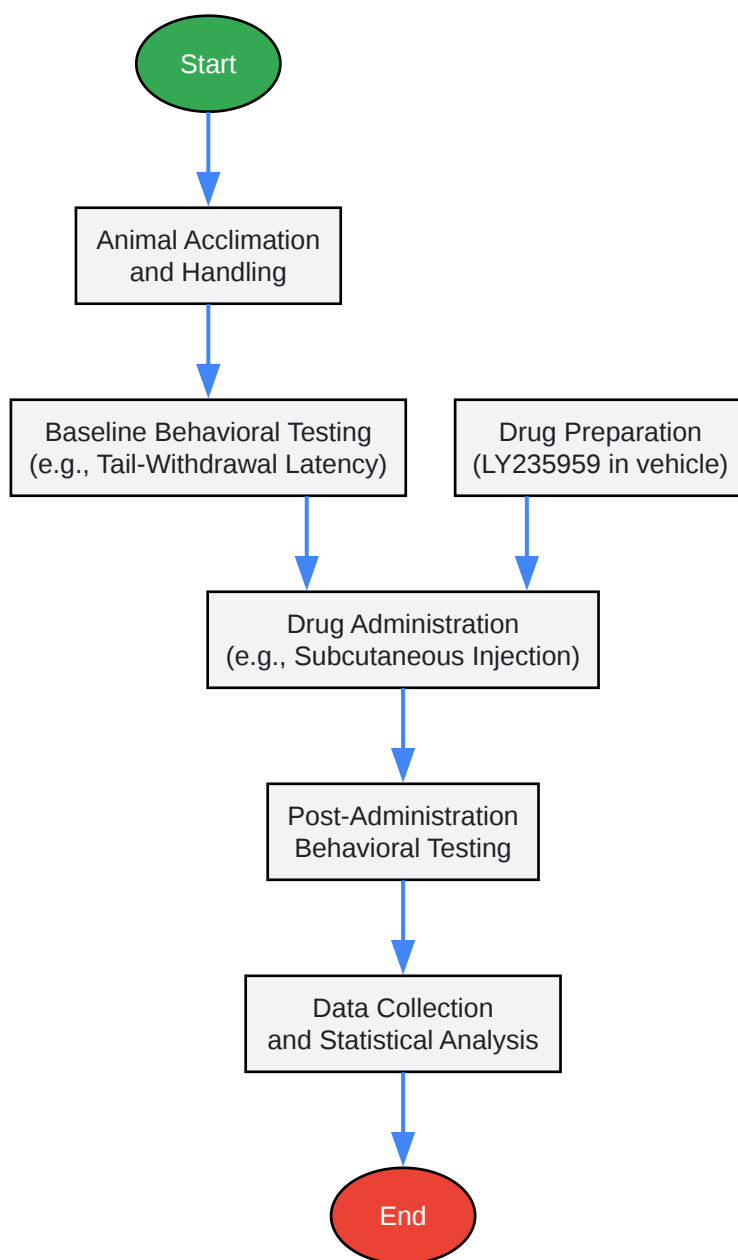 Start
Animal Acclimation
and Handling
Baseline Behavioral Testing
(e.g., Tail-Withdrawal Latency)
Drug Preparation
(LY235959 in vehicle)
Drug Administration
(e.g., Subcutaneous Injection)
Post-Administration
Behavioral Testing
Data Collection
and Statistical Analysis
End